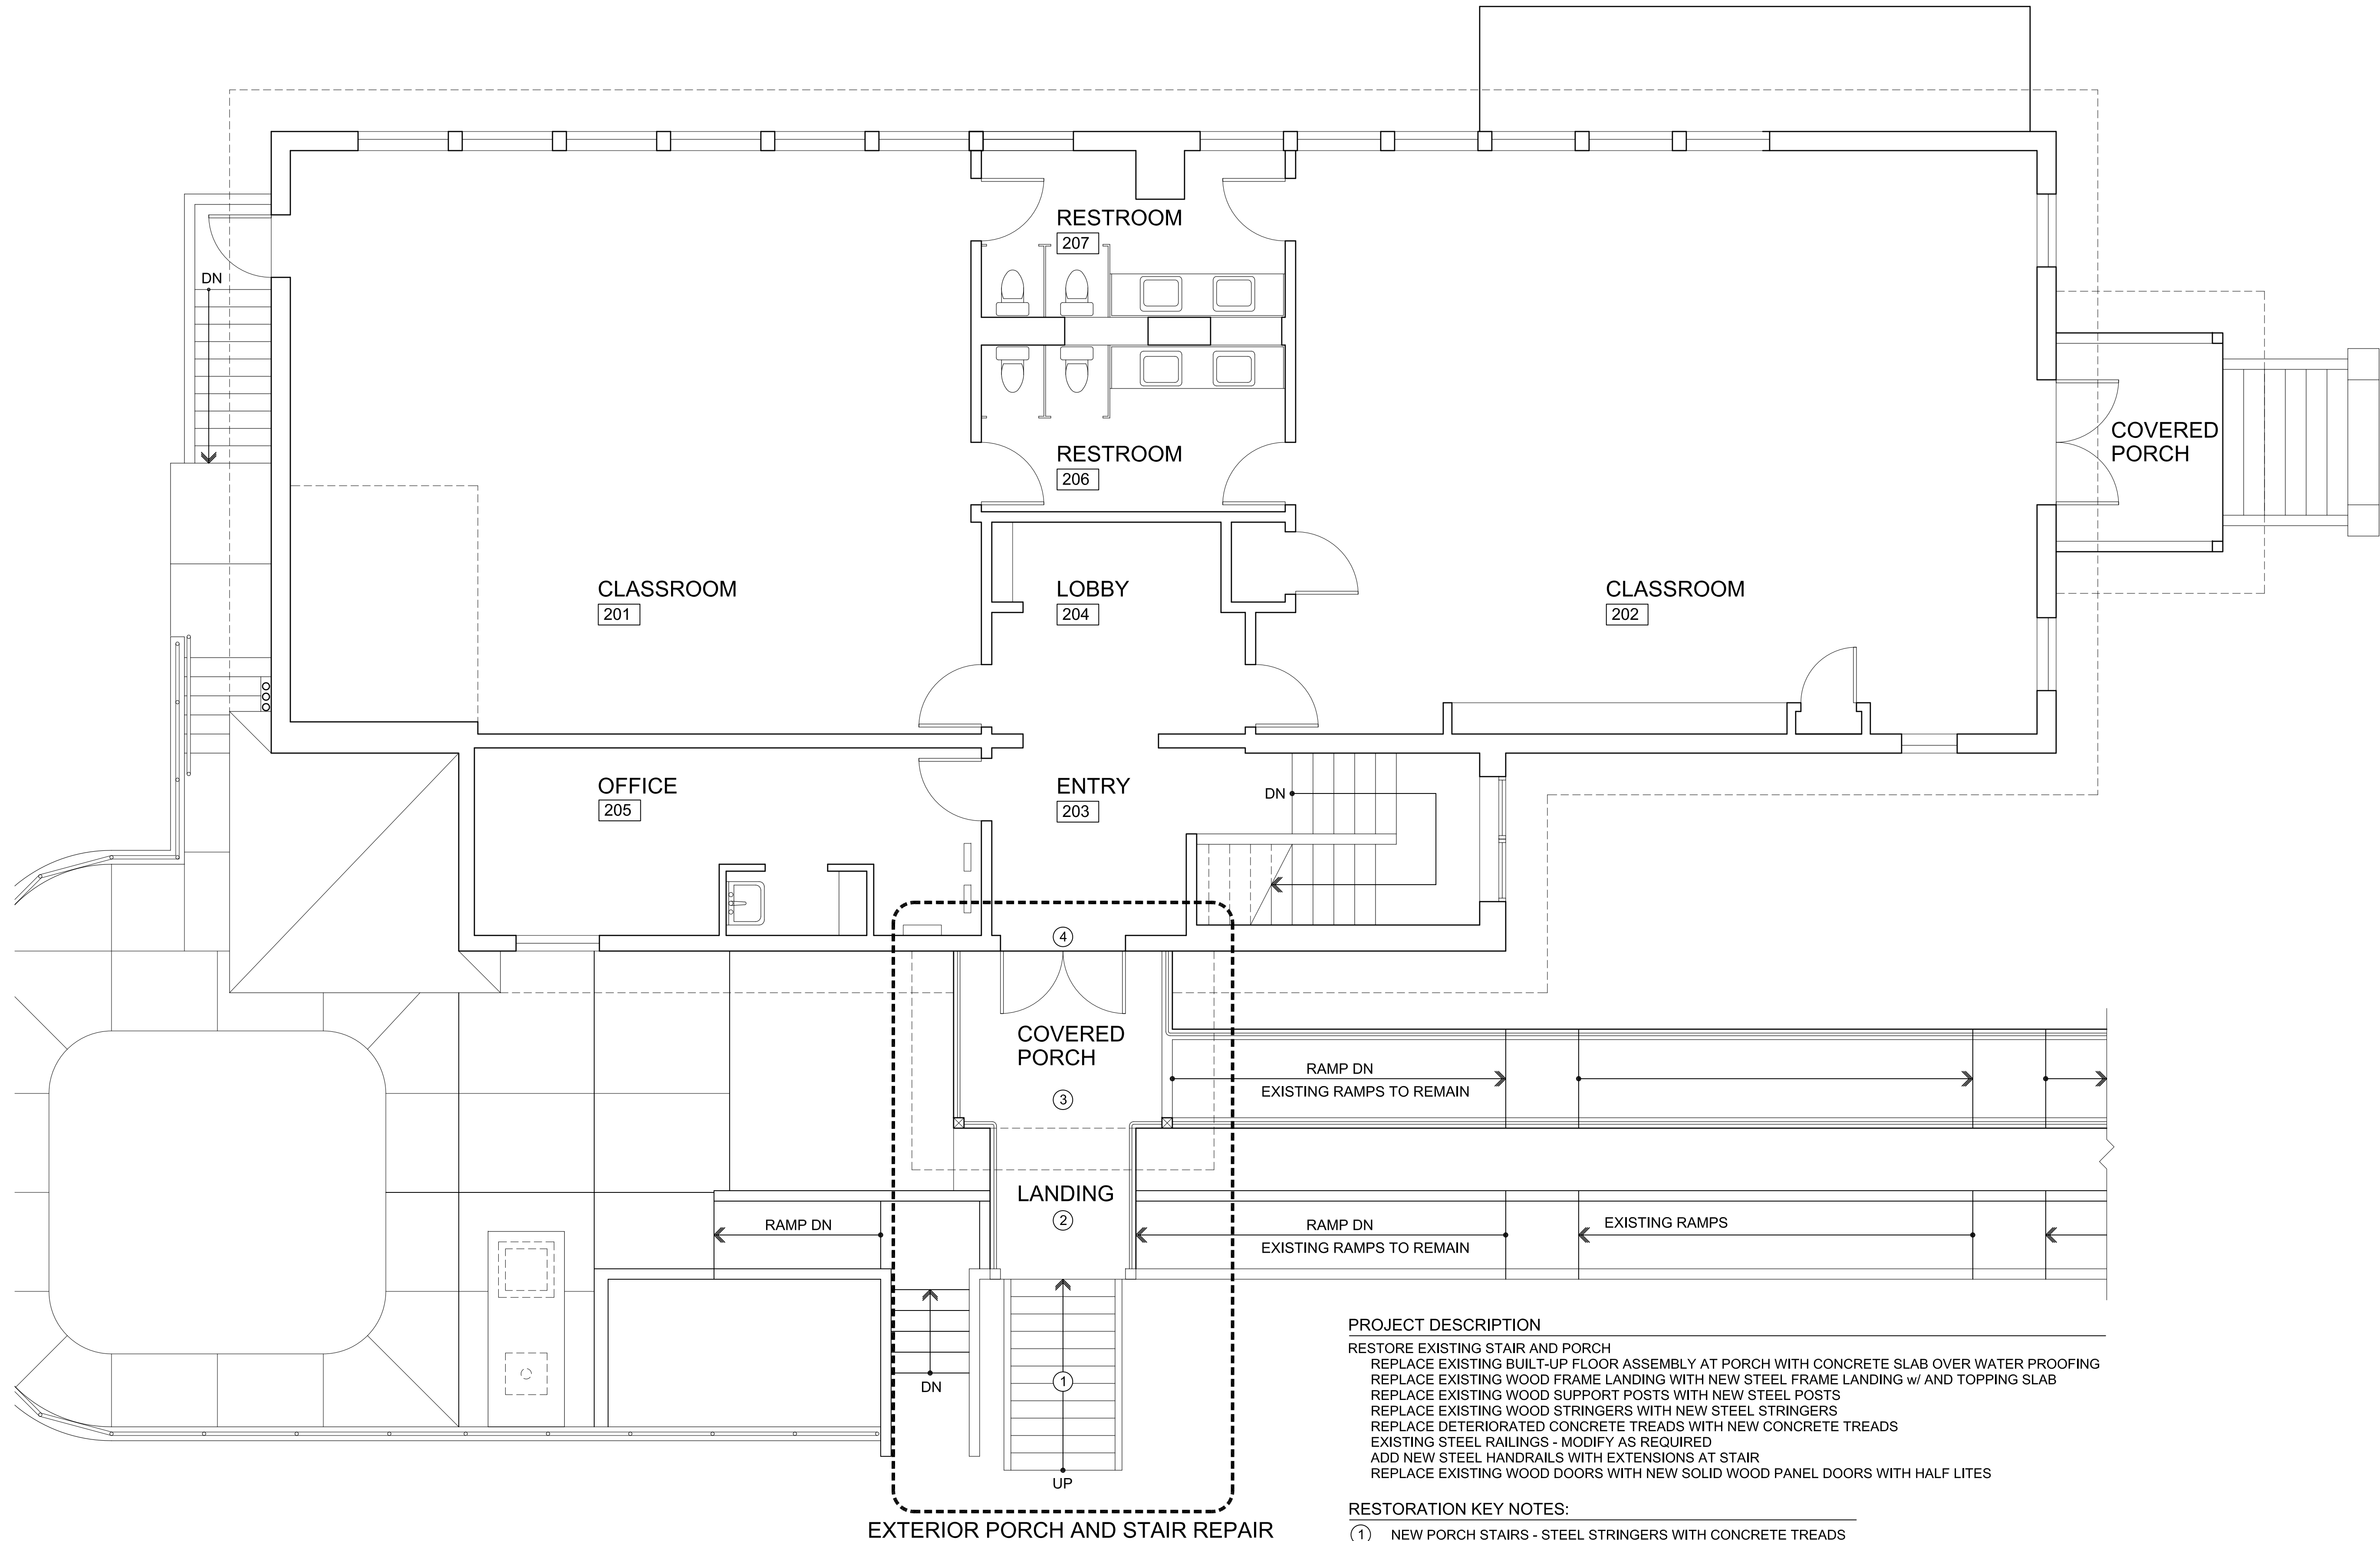 RESTROOM
207
DN
RESTROOM
206
COVERED
PORCH
CLASSROOM
201
LOBBY
204
CLASSROOM
202
OFFICE
205
ENTRY
203
DN
4
COVERED
PORCH
3
RAMP DN
EXISTING RAMPS TO REMAIN
LANDING
2
RAMP DN
RAMP DN
EXISTING RAMPS TO REMAIN
EXISTING RAMPS
DN
1
UP
EXTERIOR PORCH AND STAIR REPAIR
PROJECT DESCRIPTION
RESTORE EXISTING STAIR AND PORCH
REPLACE EXISTING BUILT-UP FLOOR ASSEMBLY AT PORCH WITH CONCRETE SLAB OVER WATER PROOFING
REPLACE EXISTING WOOD FRAME LANDING WITH NEW STEEL FRAME LANDING w/ AND TOPPING SLAB
REPLACE EXISTING WOOD SUPPORT POSTS WITH NEW STEEL POSTS
REPLACE EXISTING WOOD STRINGERS WITH NEW STEEL STRINGERS
REPLACE DETERIORATED CONCRETE TREADS WITH NEW CONCRETE TREADS
EXISTING STEEL RAILINGS - MODIFY AS REQUIRED
ADD NEW STEEL HANDRAILS WITH EXTENSIONS AT STAIR
REPLACE EXISTING WOOD DOORS WITH NEW SOLID WOOD PANEL DOORS WITH HALF LITES
RESTORATION KEY NOTES:
1 NEW PORCH STAIRS - STEEL STRINGERS WITH CONCRETE TREADS